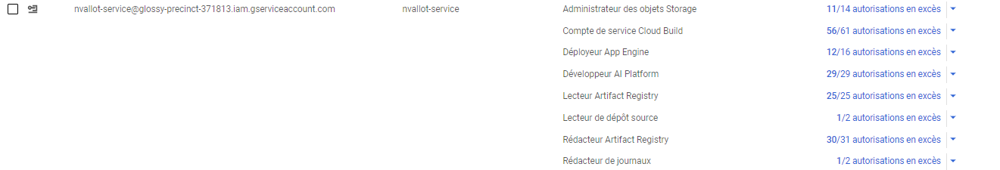 nvallot-service@glossy-precinct-371813.iam.gserviceaccount.com nvallot-service Administrateur des objets Storage 11/14 autorisations en excès
Compte de service Cloud Build 56/61 autorisations en excès
Déployeur App Engine 12/16 autorisations en excès
Développeur AI Platform 29/29 autorisations en excès
Lecteur Artifact Registry 25/25 autorisations en excès
Lecteur de dépôt source 1/2 autorisations en excès
Rédacteur Artifact Registry 30/31 autorisations en excès
Rédacteur de journaux 1/2 autorisations en excès